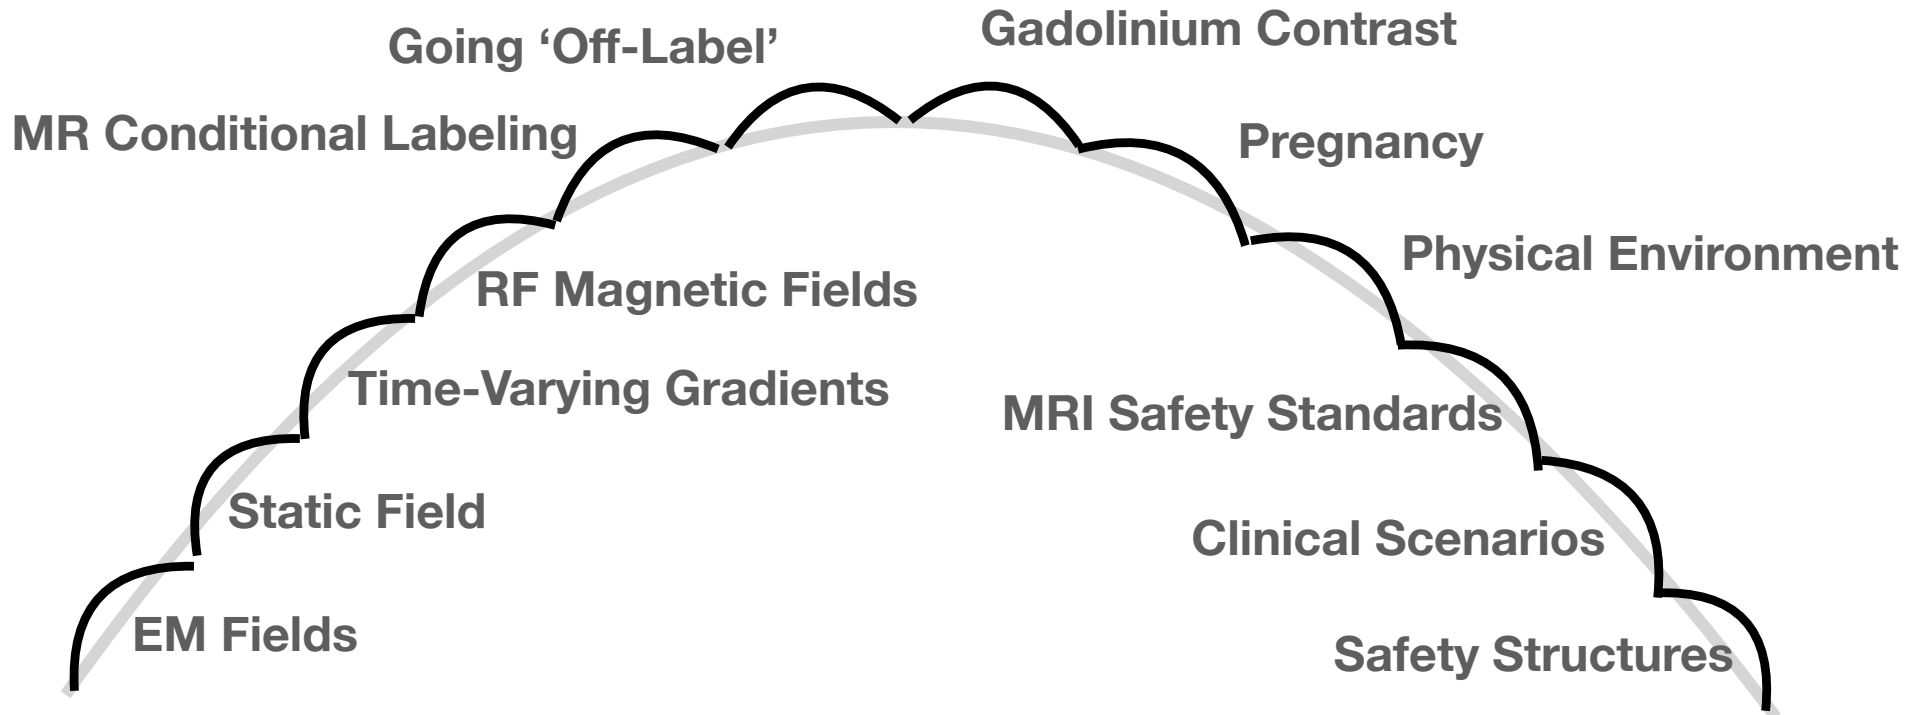 Going ‘Off-Label’
Gadolinium Contrast
MR Conditional Labeling
Pregnancy
Physical Environment
RF Magnetic Fields
Time-Varying Gradients
MRI Safety Standards
Static Field
Clinical Scenarios
EM Fields
Safety Structures